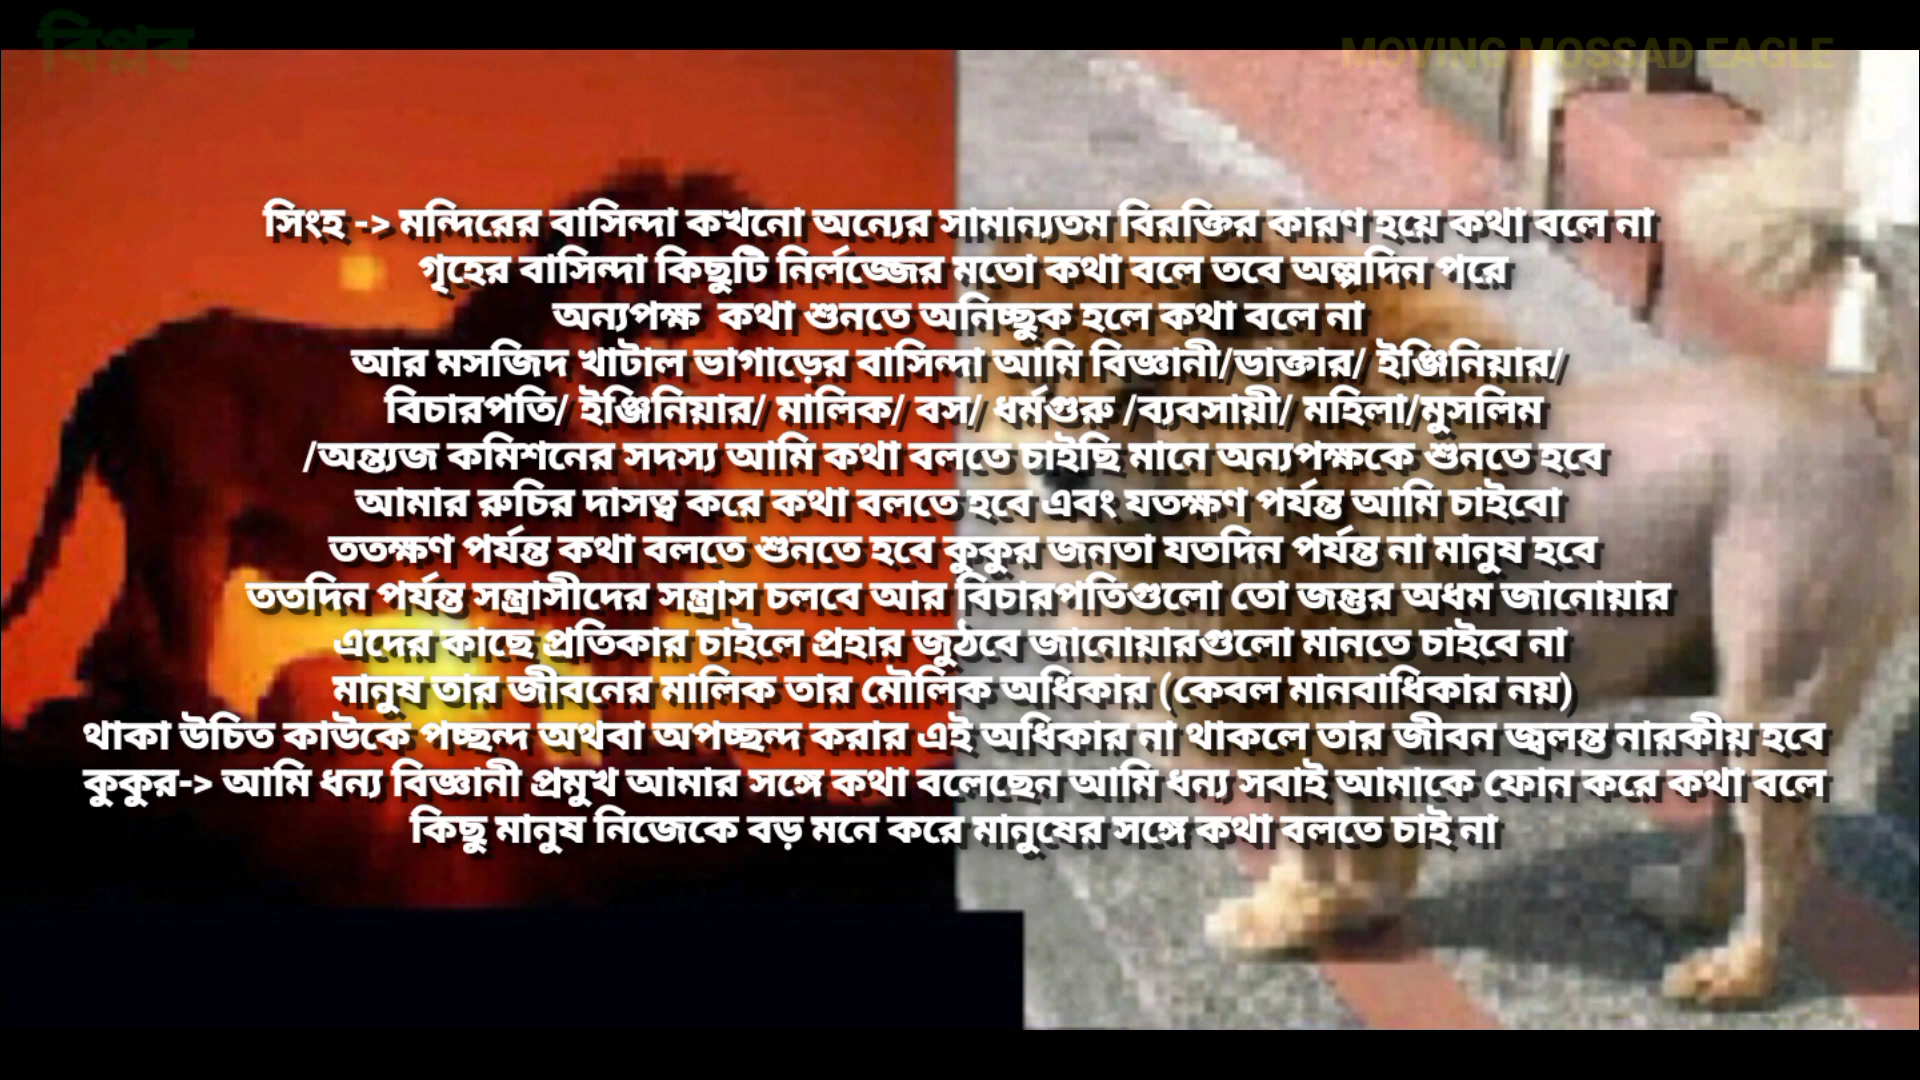 বিপ্লব
MOVING MOSSAD EAGLE
সিংহ -> মন্দিরের বাসিন্দা কখনো অন্যের সামান্যতম বিরক্তির কারণ হয়ে কথা বলে না
গৃহের বাসিন্দা কিছুটি নির্লজ্জের মতো কথা বলে তবে অল্পদিন পরে
অন্যপক্ষ কথা শুনতে অনিচ্ছুক হলে কথা বলে না
আর মসজিদ খাটাল ভাগাড়ের বাসিন্দা আমি বিজ্ঞানী/ডাক্তার/ ইঞ্জিনিয়ার/
বিচারপতি/ ইঞ্জিনিয়ার/ মালিক/ বস/ ধর্মগুরু /ব্যবসায়ী/ মহিলা/মুসলিম
/অন্ত্যজ কমিশনের সদস্য আমি কথা বলতে চাইছি মানে অন্যপক্ষকে শুনতে হবে
আমার রুচির দাসত্ব করে কথা বলতে হবে এবং যতক্ষণ পর্যন্ত আমি চাইবো
ততক্ষণ পর্যন্ত কথা বলতে শুনতে হবে কুকুর জনতা যতদিন পর্যন্ত না মানুষ হবে
ততদিন পর্যন্ত সন্ত্রাসীদের সন্ত্রাস চলবে আর বিচারপতিগুলো তো জন্তুর অধম জানোয়ার
এদের কাছে প্রতিকার চাইলে প্রহার জুঠবে জানোয়ারগুলো মানতে চাইবে না
মানুষ তার জীবনের মালিক তার মৌলিক অধিকার (কেবল মানবাধিকার নয়)
থাকা উচিত কাউকে পচ্ছন্দ অথবা অপচ্ছন্দ করার এই অধিকার না থাকলে তার জীবন জ্বলন্ত নারকীয় হবে
কুকুর-> আমি ধন্য বিজ্ঞানী প্রমুখ আমার সঙ্গে কথা বলেছেন আমি ধন্য সবাই আমাকে ফোন করে কথা বলে
কিছু মানুষ নিজেকে বড় মনে করে মানুষের সঙ্গে কথা বলতে চাই না